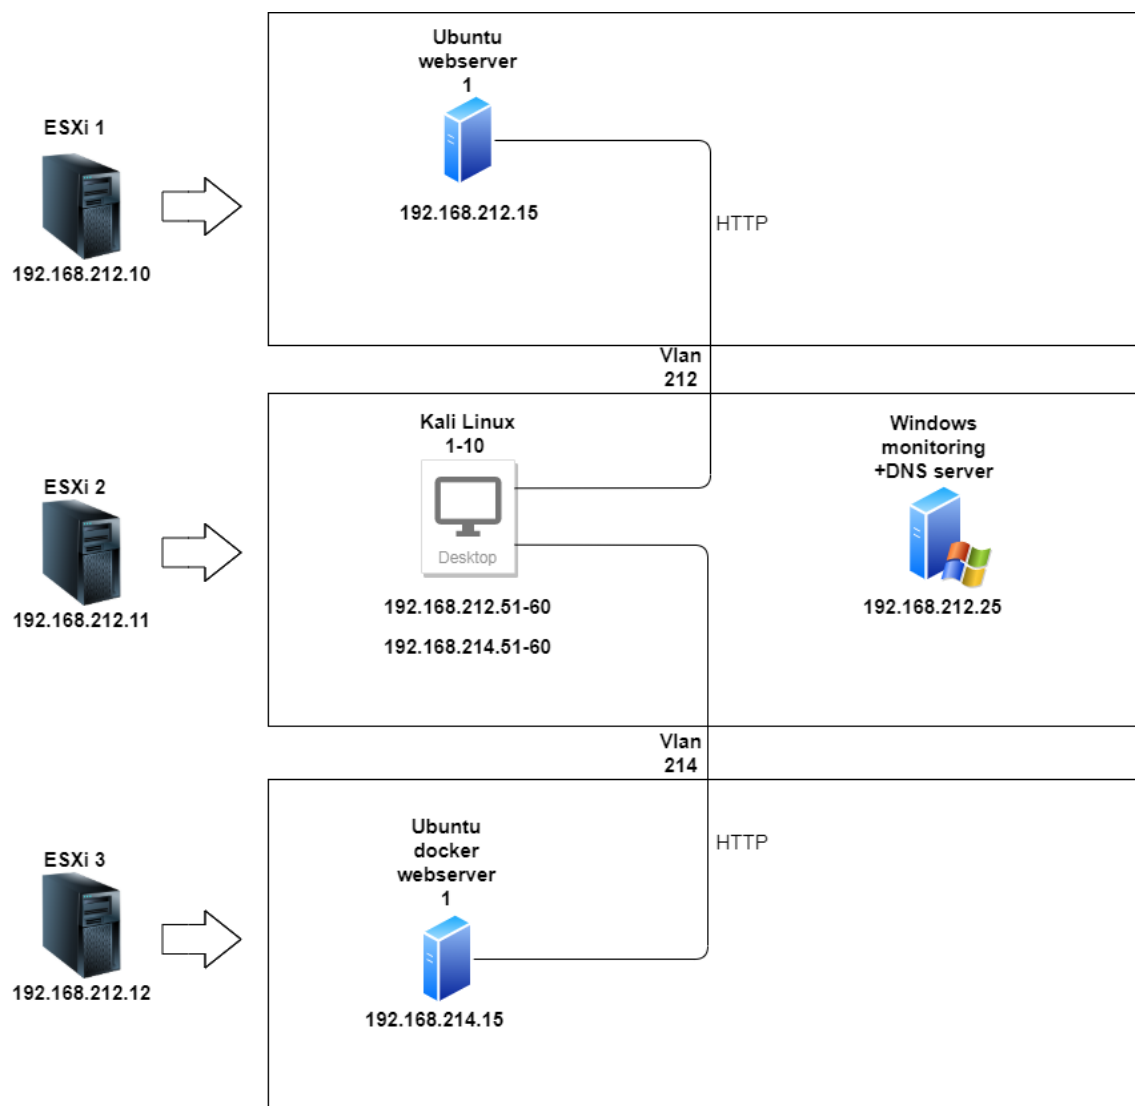 Ubuntu
webserver
1
ESXi 1
192.168.212.15
HTTP
192.168.212.10
Vlan
212
Kali Linux
1-10
Windows
monitoring
+DNS server
ESXi 2
Desktop
192.168.212.51-60
192.168.212.25
192.168.212.11
192.168.214.51-60
Vlan
214
Ubuntu
docker
webserver
1
HTTP
ESXi 3
192.168.212.12
192.168.214.15